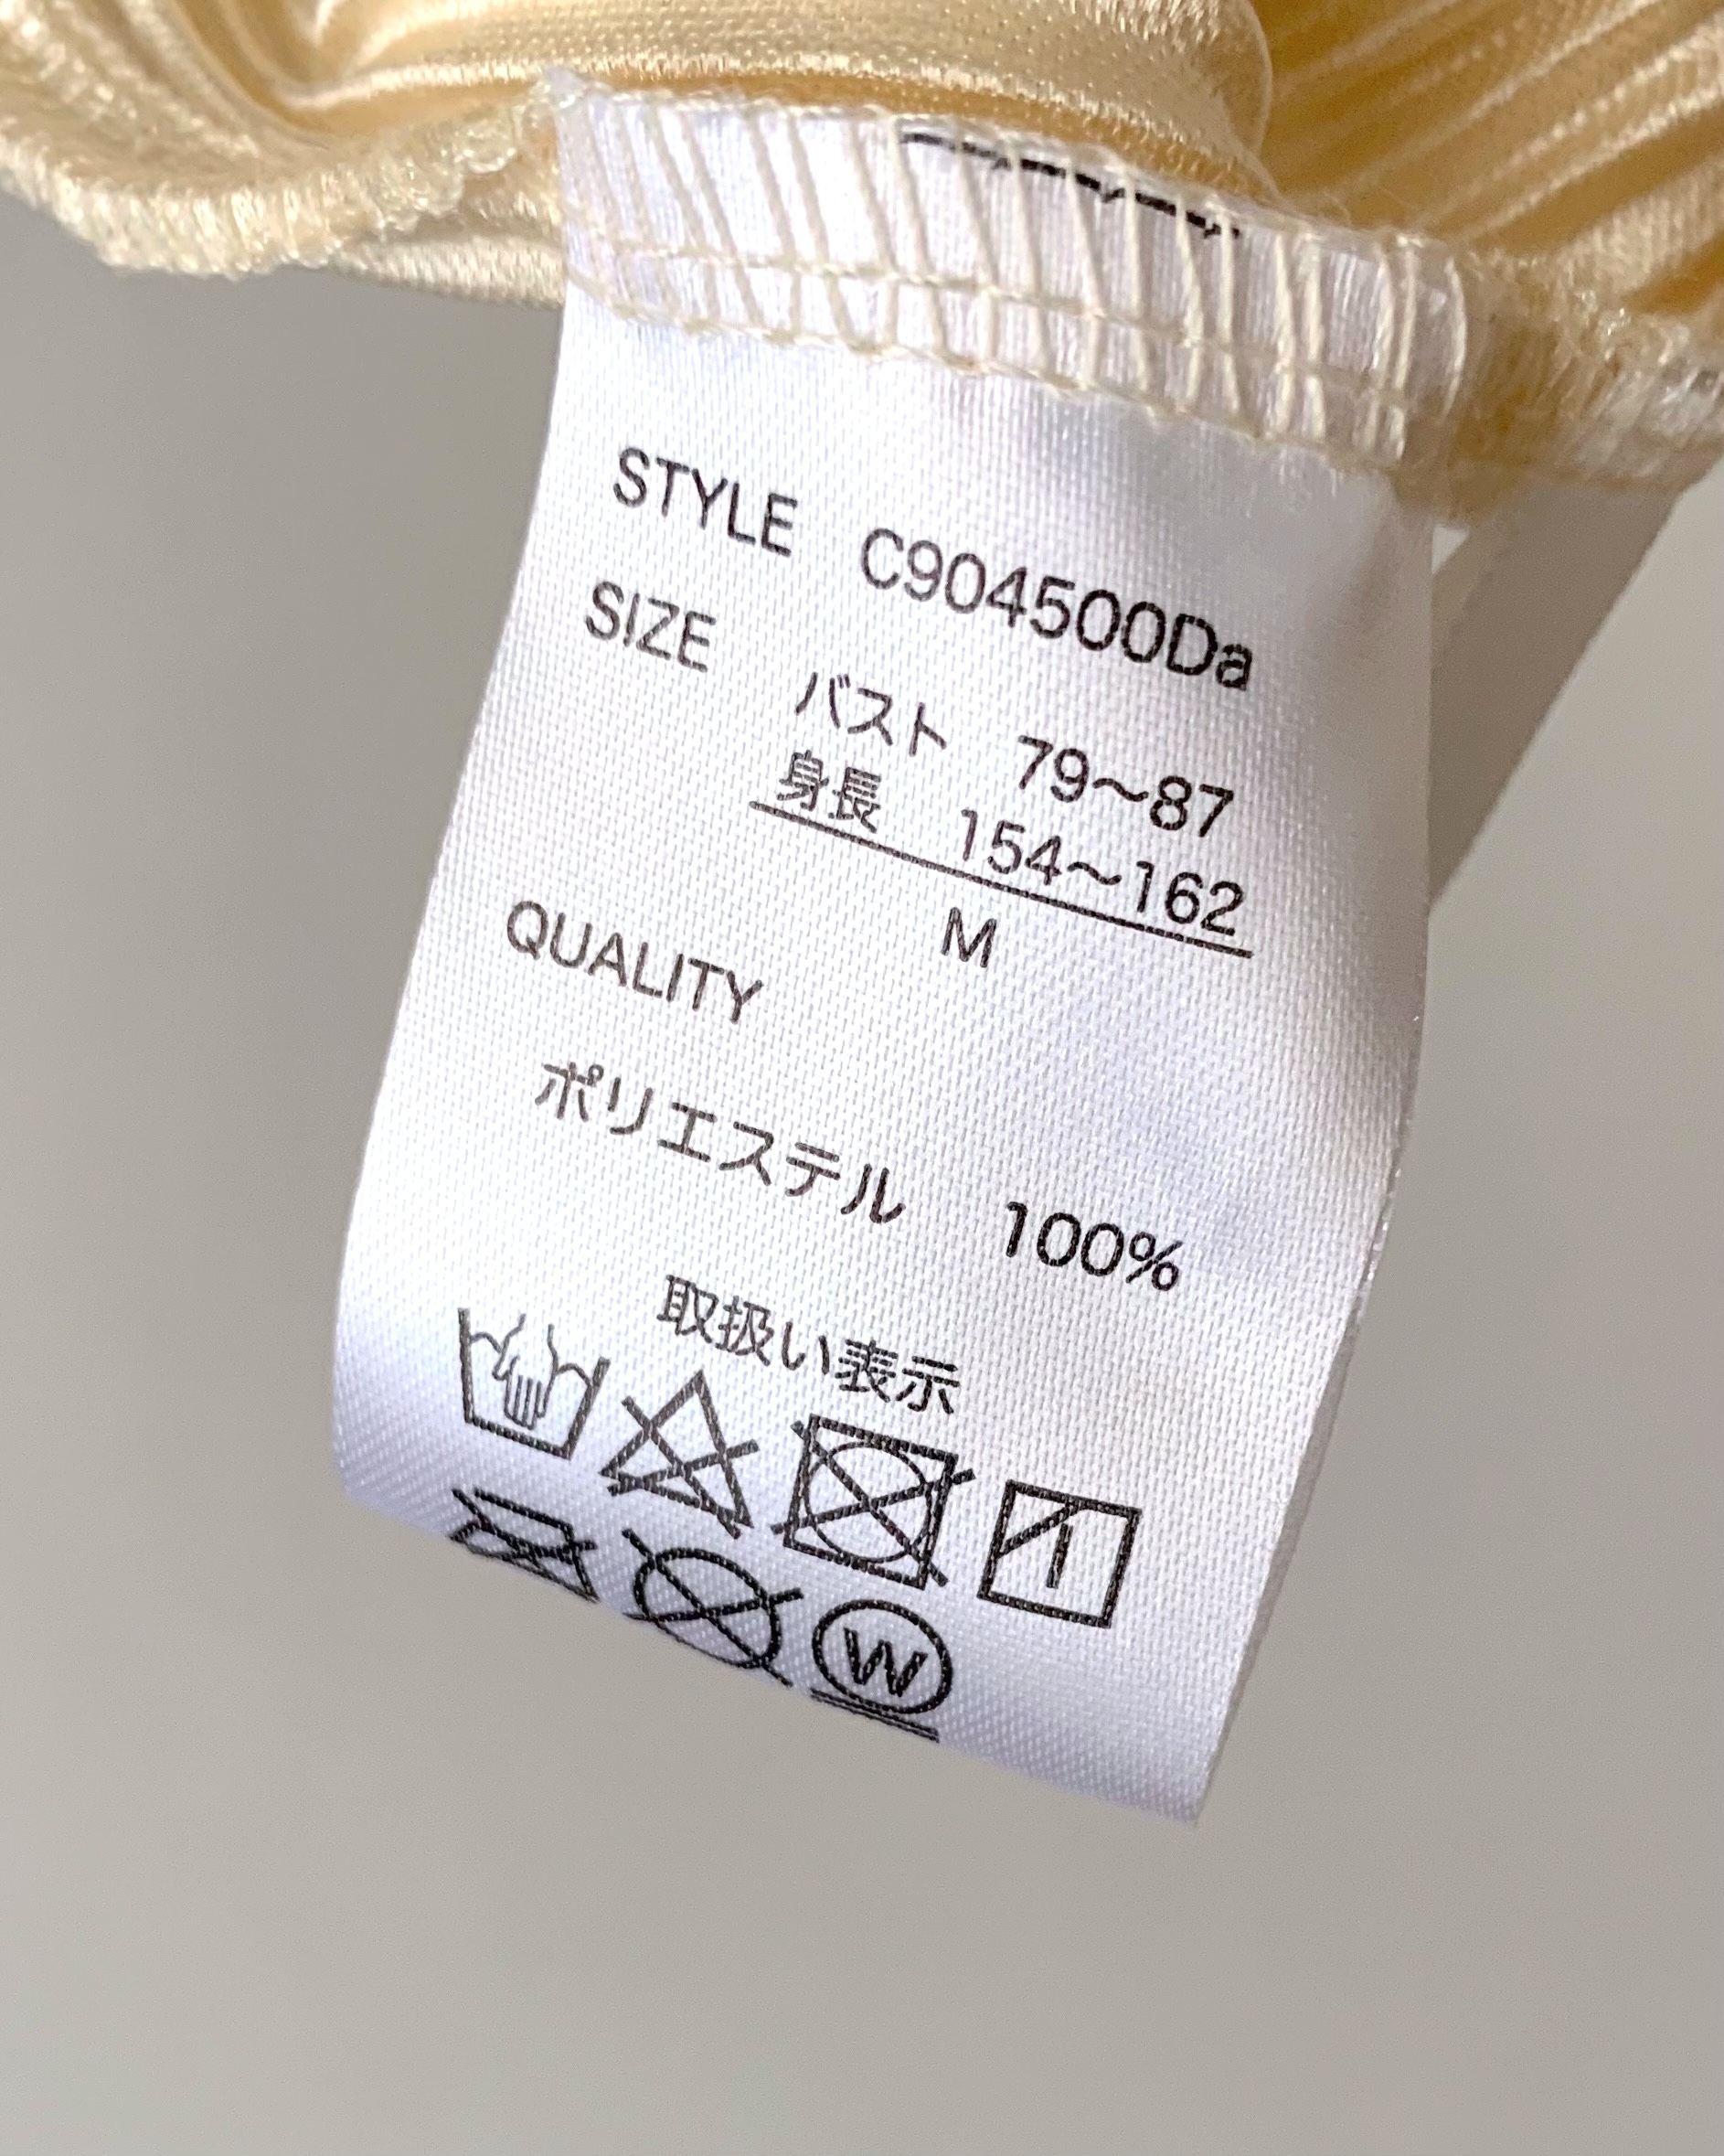 STYLE C904500Da
SIZE バスト 79〜87
身長 154〜162
M
QUALITY
ポリエステル 100%
取扱い表示
W